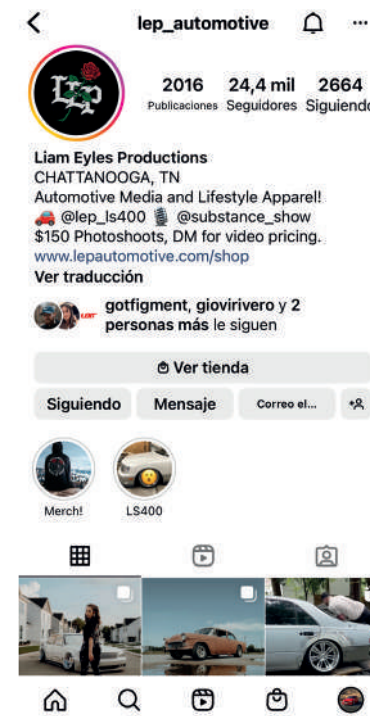 lep_automotive
LEP
2016 24,4 mil 2664
Publicaciones Seguidores Siguiendo
Liam Eyles Productions
CHATTANOOGA, TN
Automotive Media and Lifestyle Apparel!
🚗 @lep_ls400 🎙️ @substance_show
$150 Photoshoots, DM for video pricing.
www.lepautomotive.com/shop
Ver traducción
gotfigment, giovirivero y 2
personas más le siguen
Ver tienda
Siguiendo Mensaje Correo el...
Merch! LS400